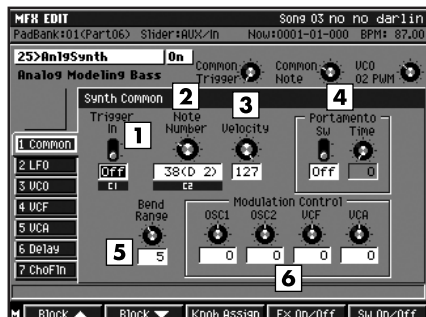 MFX EDIT Song 03 no no darlin
PadBank:01(Part06) Slider:AUX/In Now:0001-01-000 BPM: 87.00
25>AnlgSynth On
Analog Modeling Bass
Common Trigger Common Note VCO 02 PWM
Synth Common
2 3 4
Trigger In 1 Note Number Velocity Portamento
SW Time
Off 38(D 2) 127 Off 0
C1 C2
1 Common
2 LFO
3 VCO
4 VCF
5 VCA
6 Delay
7 ChoFln
Bend Range Modulation Control
OSC1 OSC2 VCF VCA
5
5 0 0 0 0
6
M Block Block Knob Assign FX On/Off SW On/Off